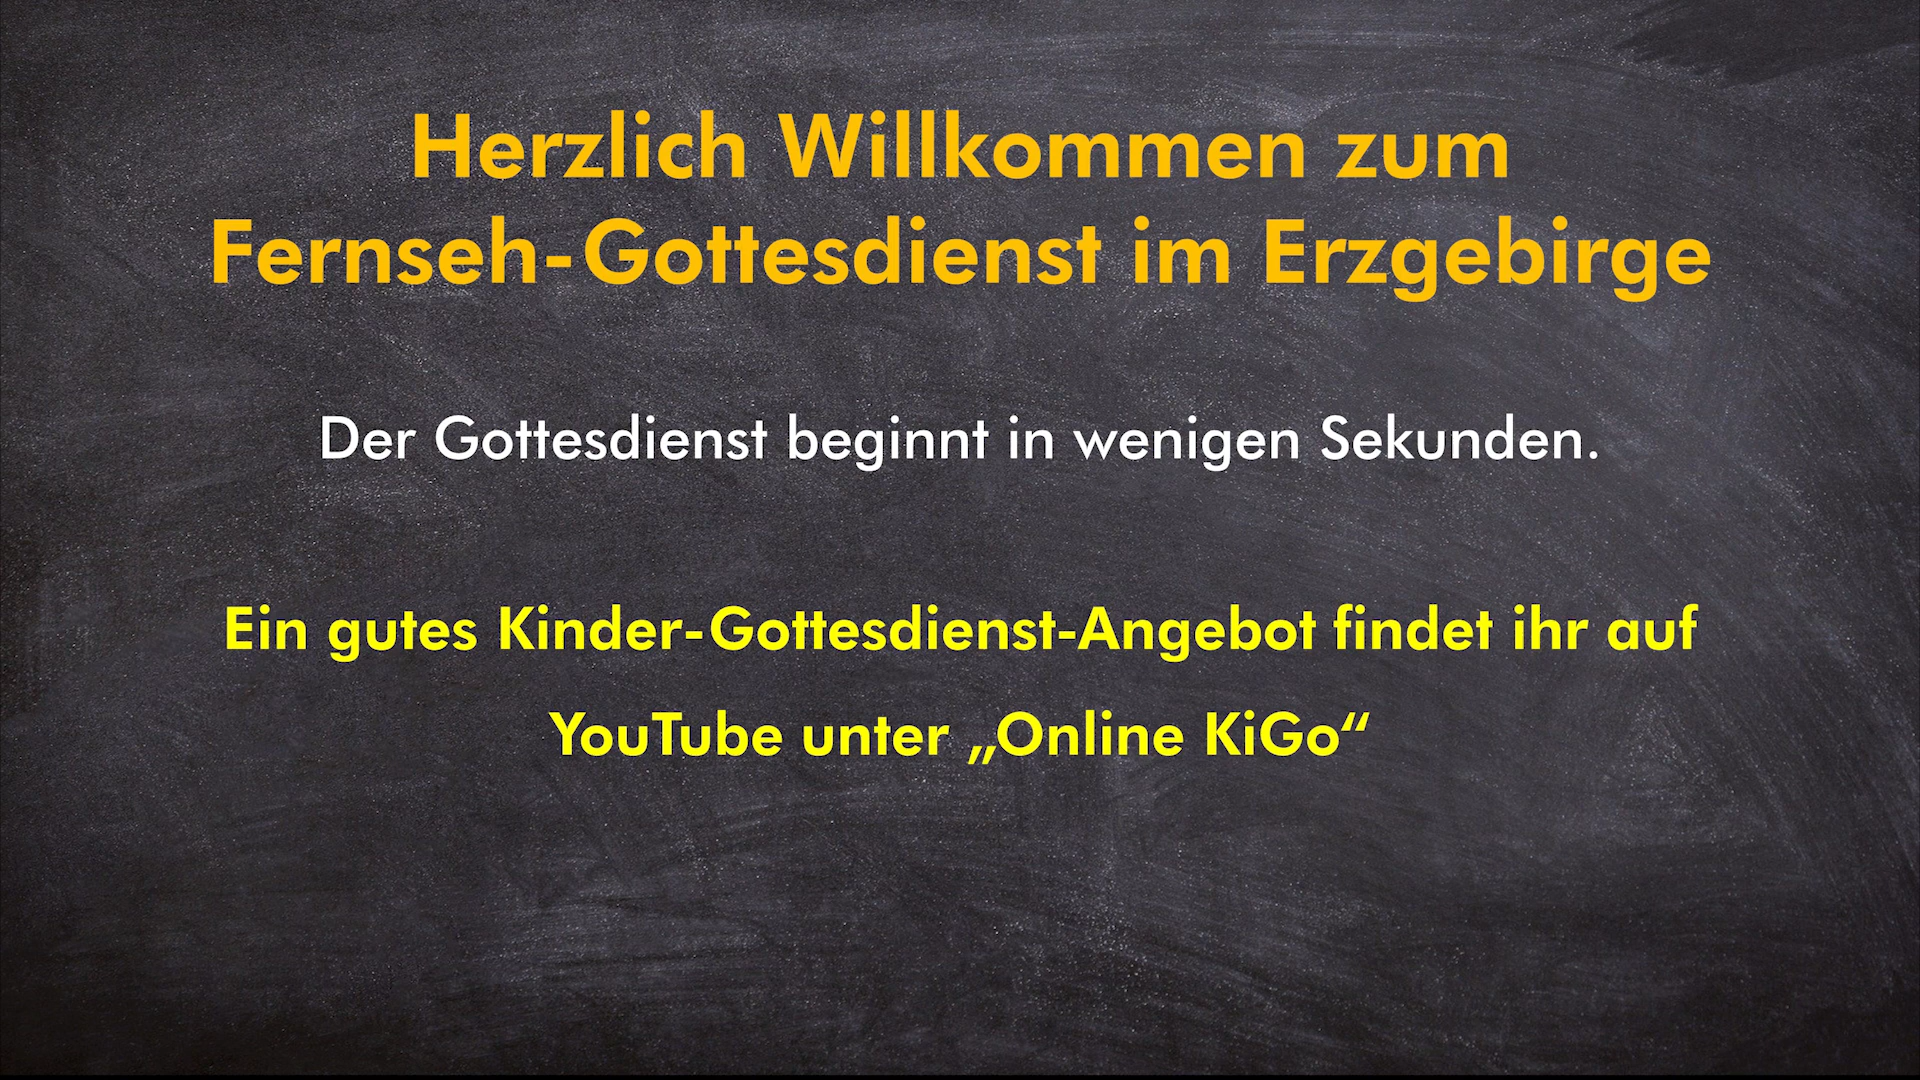 Herzlich Willkommen zum
Fernseh-Gottesdienst im Erzgebirge
Der Gottesdienst beginnt in wenigen Sekunden.
Ein gutes Kinder-Gottesdienst-Angebot findet ihr auf
YouTube unter „Online KiGo“